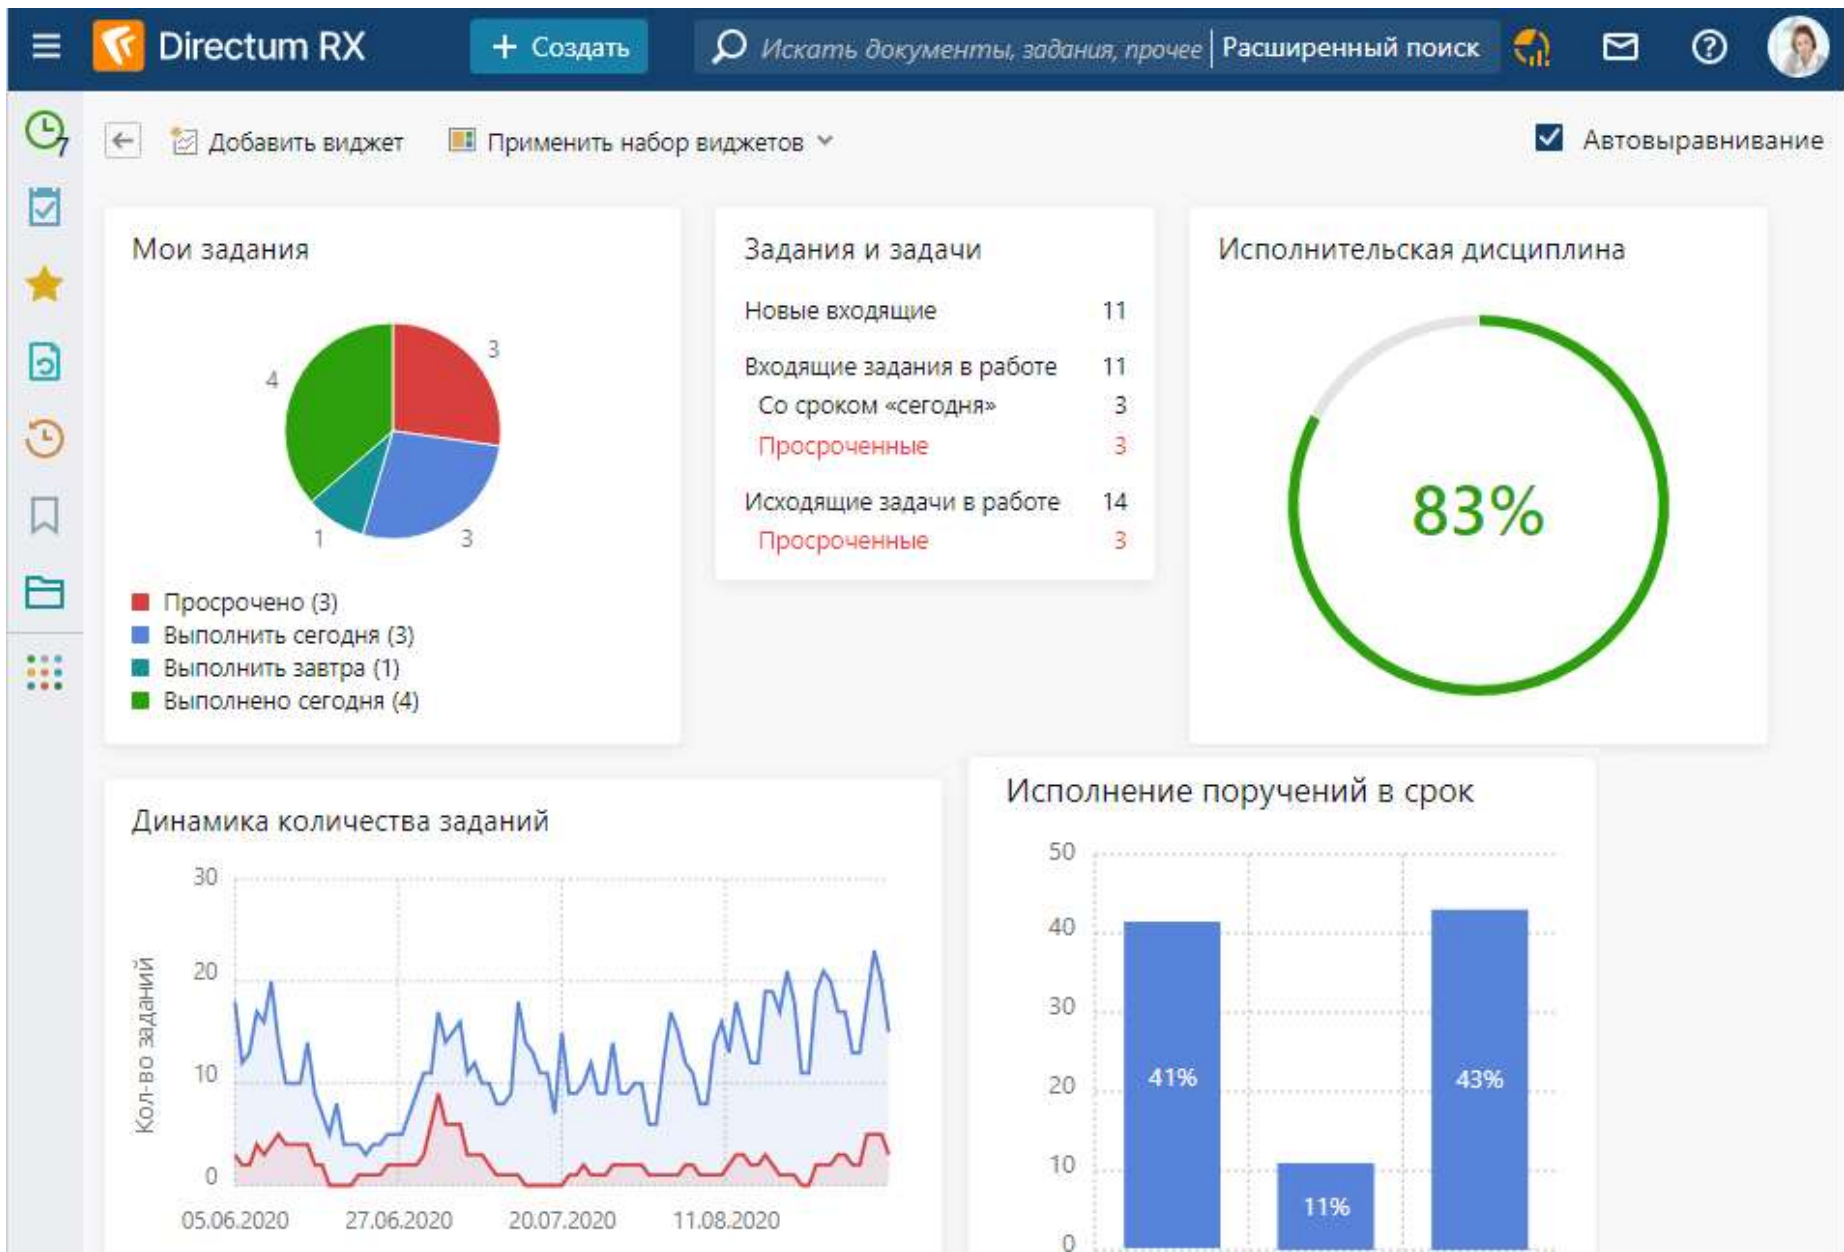 Directum RX
+ Создать
Искать документы, задания, прочее
Расширенный поиск
7
Добавить виджет
Применить набор виджетов
Автовыравнивание
Мои задания
3
4
1
3
Просрочено (3)
Выполнить сегодня (3)
Выполнить завтра (1)
Выполнено сегодня (4)
Задания и задачи
Новые входящие 11
Входящие задания в работе 11
Со сроком «сегодня» 3
Просроченные 3
Исходящие задачи в работе 14
Просроченные 3
Исполнительская дисциплина
83%
Динамика количества заданий
Кол-во заданий
30
20
10
0
05.06.2020 27.06.2020 20.07.2020 11.08.2020
Исполнение поручений в срок
50
40
30
20
10
0
41%
11%
43%